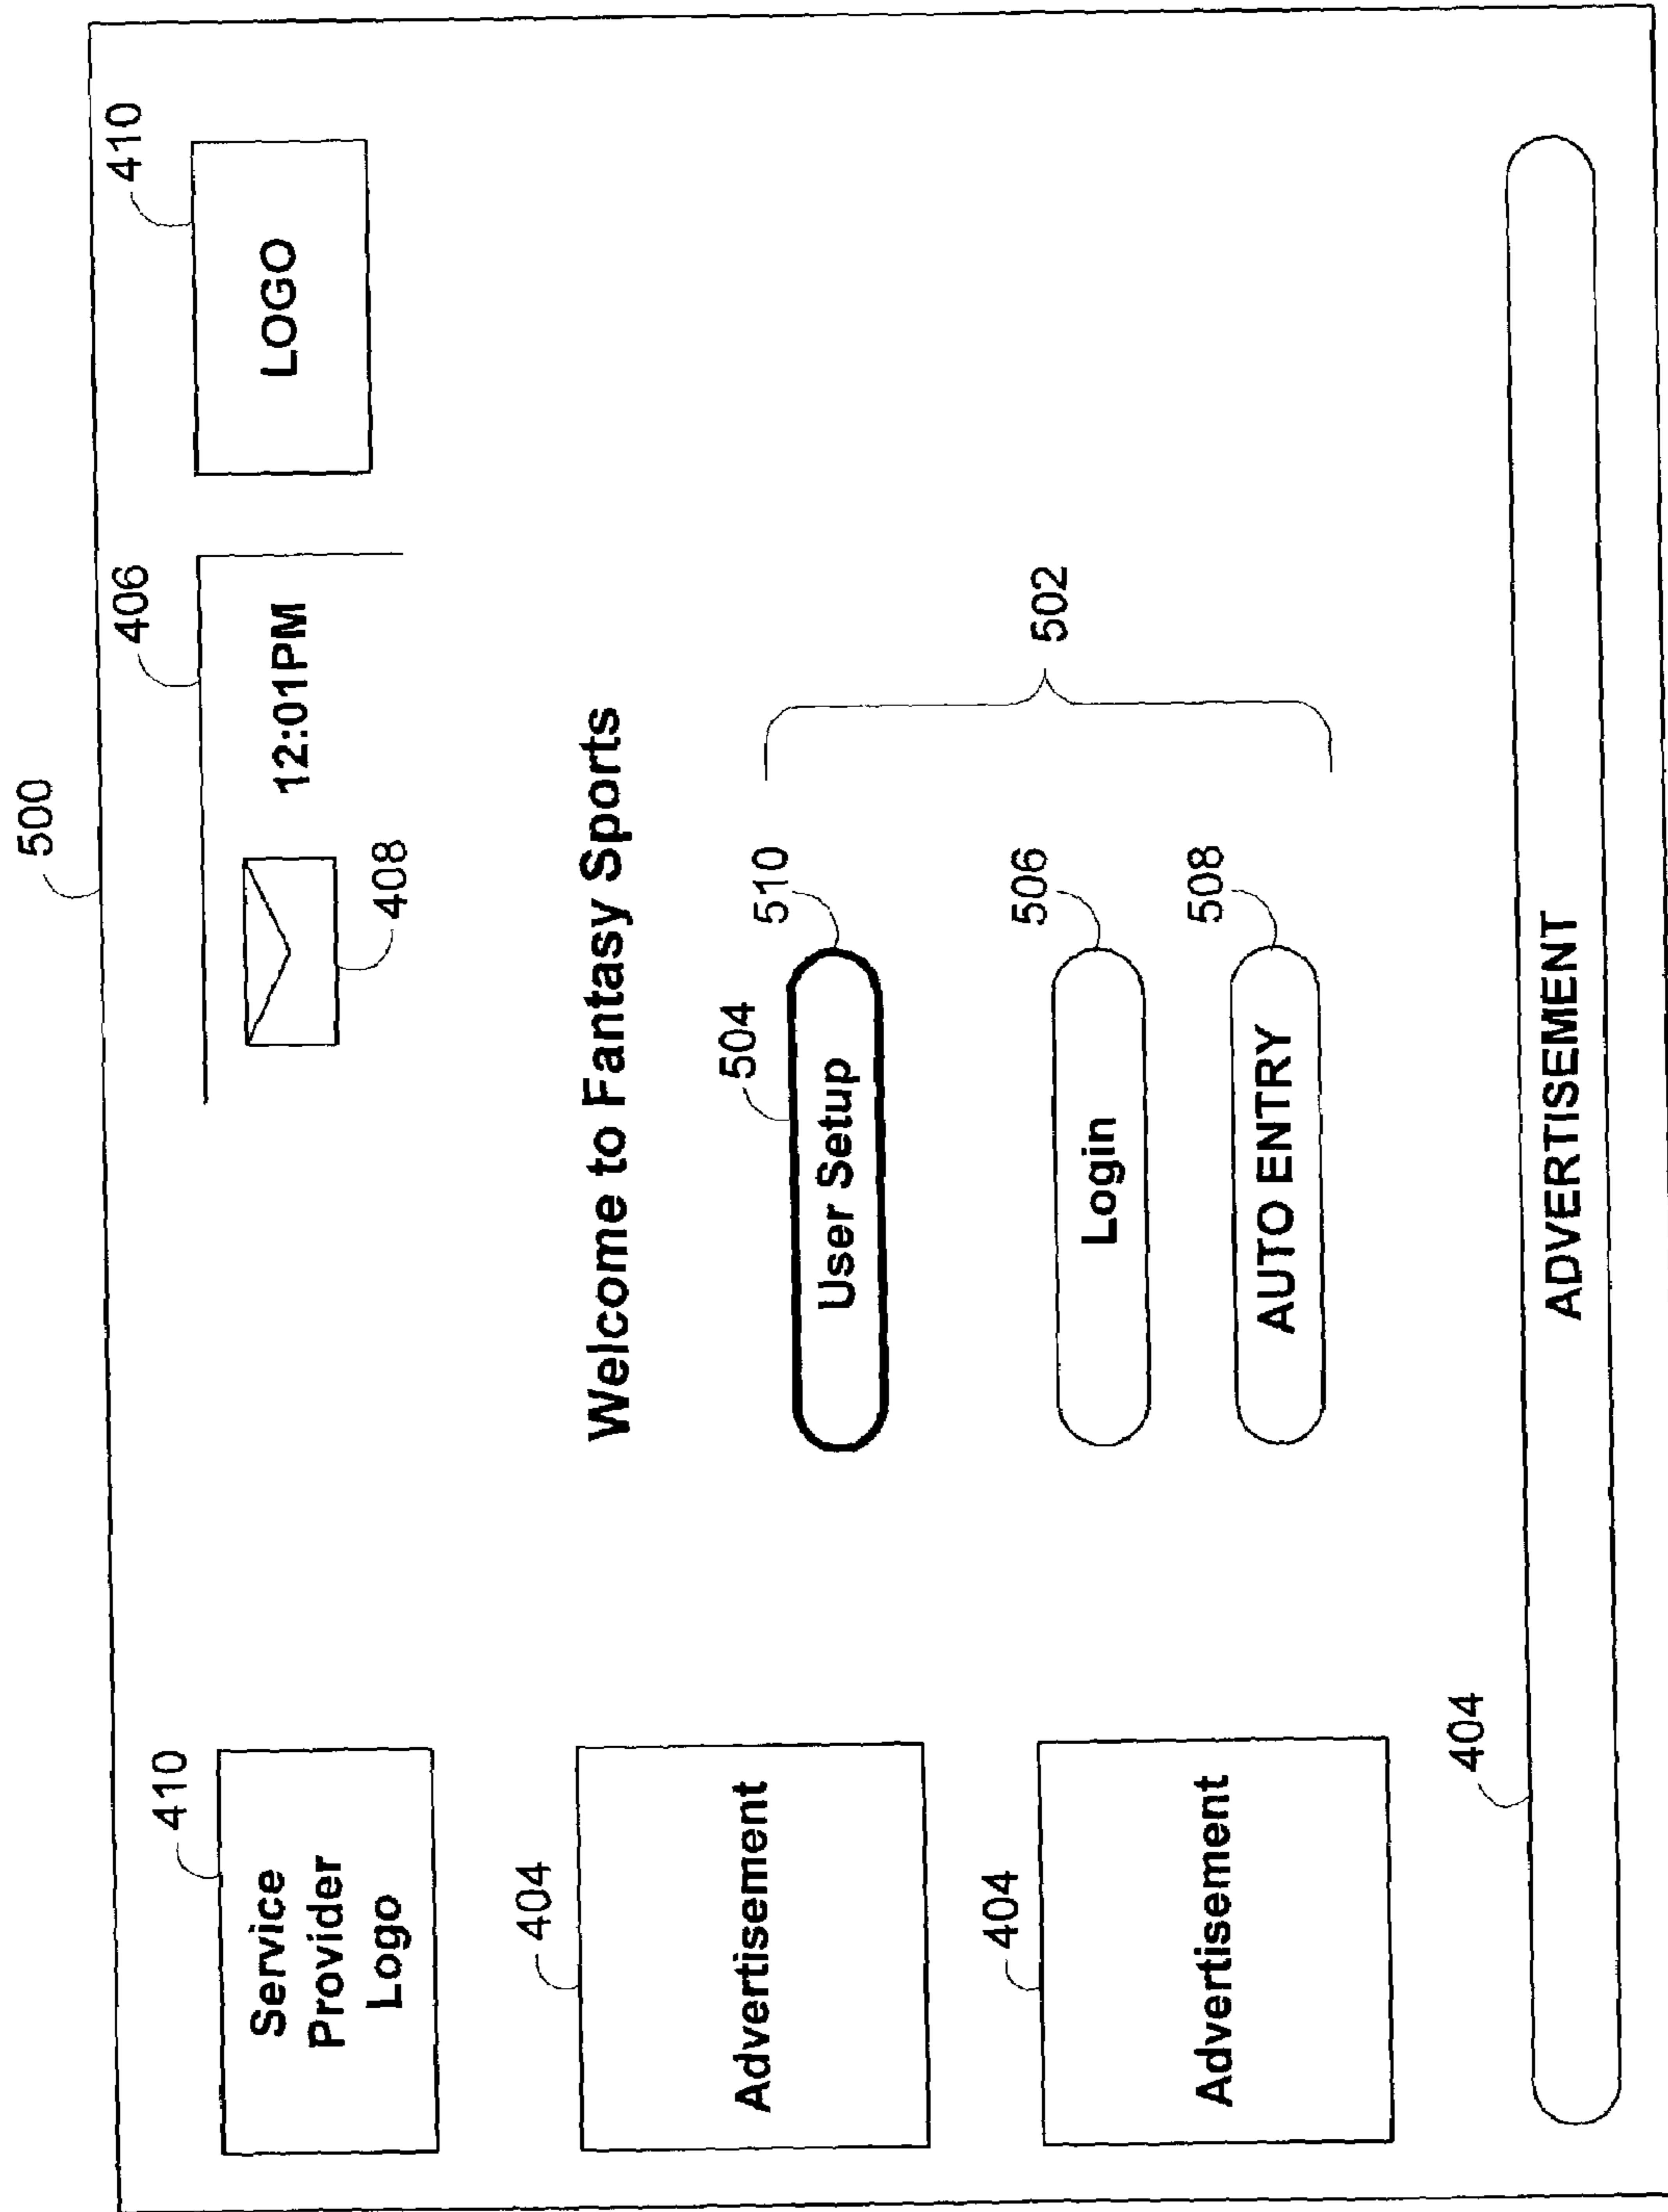 500
410
406
410
Service
Provider
Logo
12:01PM
LOGO
408
Welcome to Fantasy Sports
404
Advertisement
504
510
User Setup
502
404
Advertisement
506
Login
508
AUTO ENTRY
404
ADVERTISEMENT